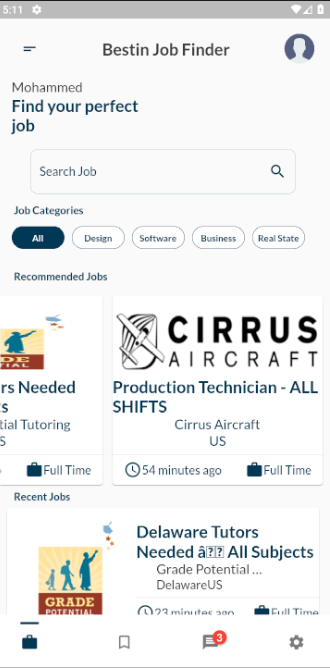 5:11
Bestin Job Finder
Mohammed
Find your perfect
job
Search Job
Job Categories
All
Design
Software
Business
Real State
Recommended Jobs
GRADE
POTENTIAL
rs Needed
ts
tial Tutoring
S
Full Time
CIRRUS
AIRCRAFT
Production Technician - ALL
SHIFTS
Cirrus Aircraft
US
54 minutes ago
Full Time
Recent Jobs
GRADE
POTENTIAL
Delaware Tutors
Needed â All Subjects
Grade Potential ...
DelawareUS
23 minutes ago
Full Time
3